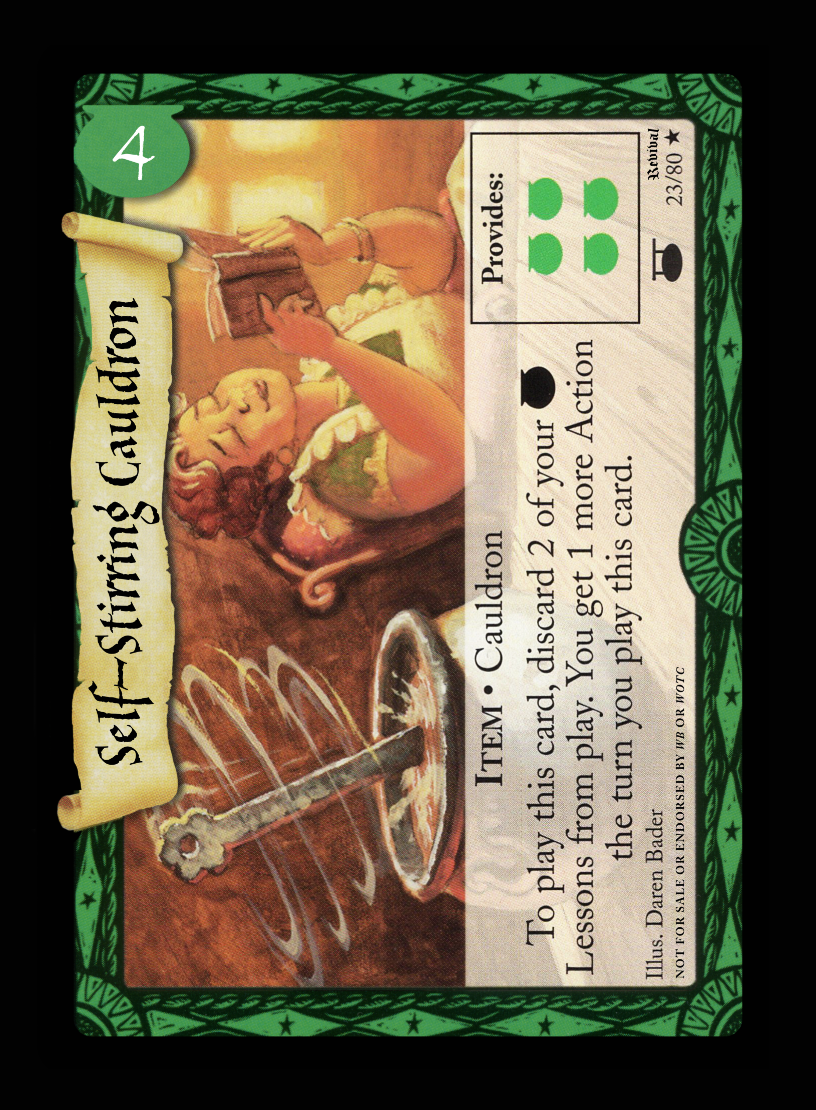 4
Self-Stirring Cauldron
ITEM • Cauldron
To play this card, discard 2 of your
Lessons from play. You get 1 more Action
the turn you play this card.
Provides:
Illus. Daren Bader
NOT FOR SALE OR ENDORSED BY WB OR WOTC
Revival
23/80 ★